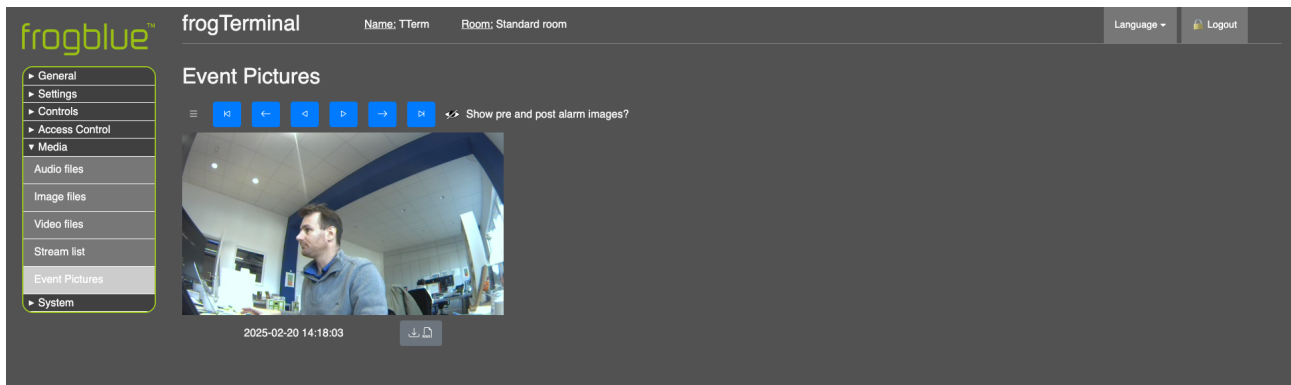 frogblue™
frogTerminal
Name: TTerm
Room: Standard room
Language
Logout
General
Settings
Controls
Access Control
Media
Audio files
Image files
Video files
Stream list
Event Pictures
System
Event Pictures
Show pre and post alarm images?
2025-02-20 14:18:03